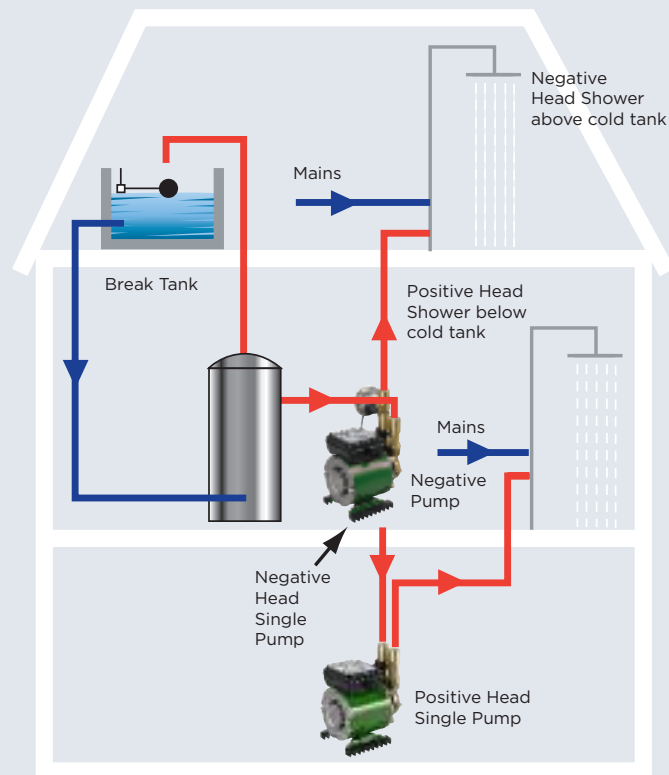 Negative
Head Shower
above cold tank
Mains
Break Tank
Positive Head
Shower below
cold tank
Mains
Negative
Pump
Negative
Head
Single
Pump
Positive Head
Single Pump